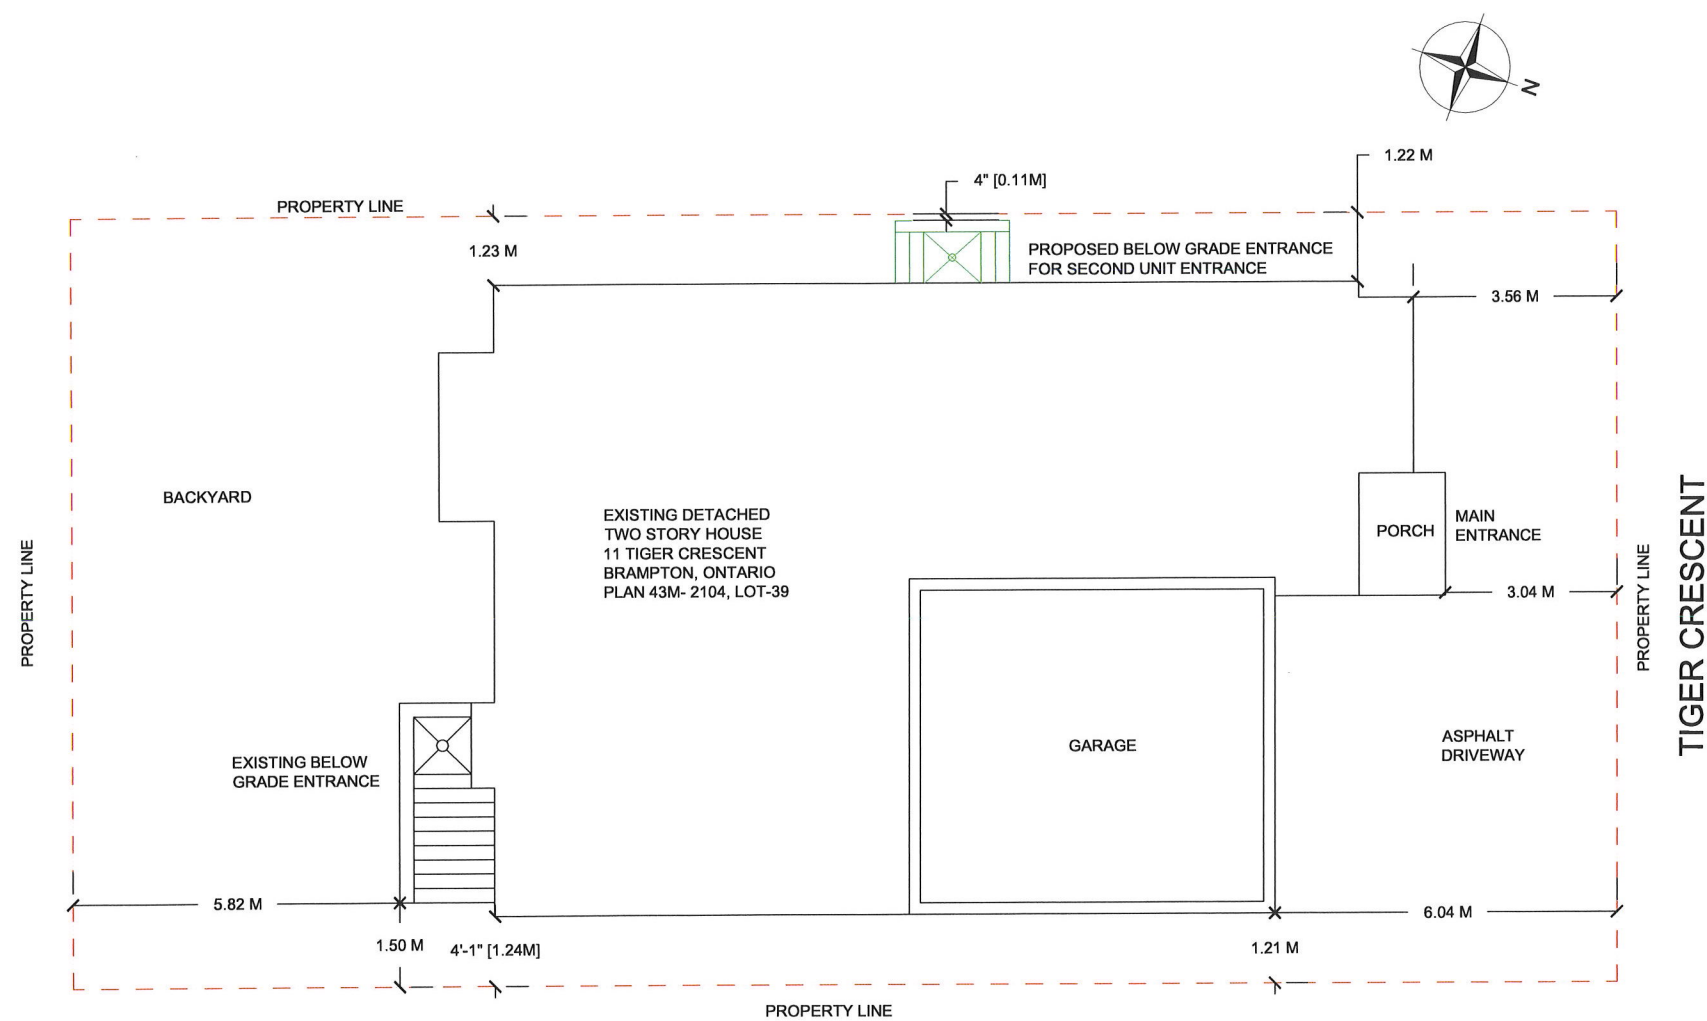 N
1.22 M
4" [0.11M]
PROPERTY LINE
1.23 M
PROPOSED BELOW GRADE ENTRANCE
FOR SECOND UNIT ENTRANCE
3.56 M
BACKYARD
EXISTING DETACHED
TWO STORY HOUSE
11 TIGER CRESCENT
BRAMPTON, ONTARIO
PLAN 43M- 2104, LOT-39
PORCH
MAIN
ENTRANCE
3.04 M
PROPERTY LINE
PROPERTY LINE
TIGER CRESCENT
GARAGE
ASPHALT
DRIVEWAY
EXISTING BELOW
GRADE ENTRANCE
5.82 M
6.04 M
1.50 M
4'-1" [1.24M]
1.21 M
PROPERTY LINE